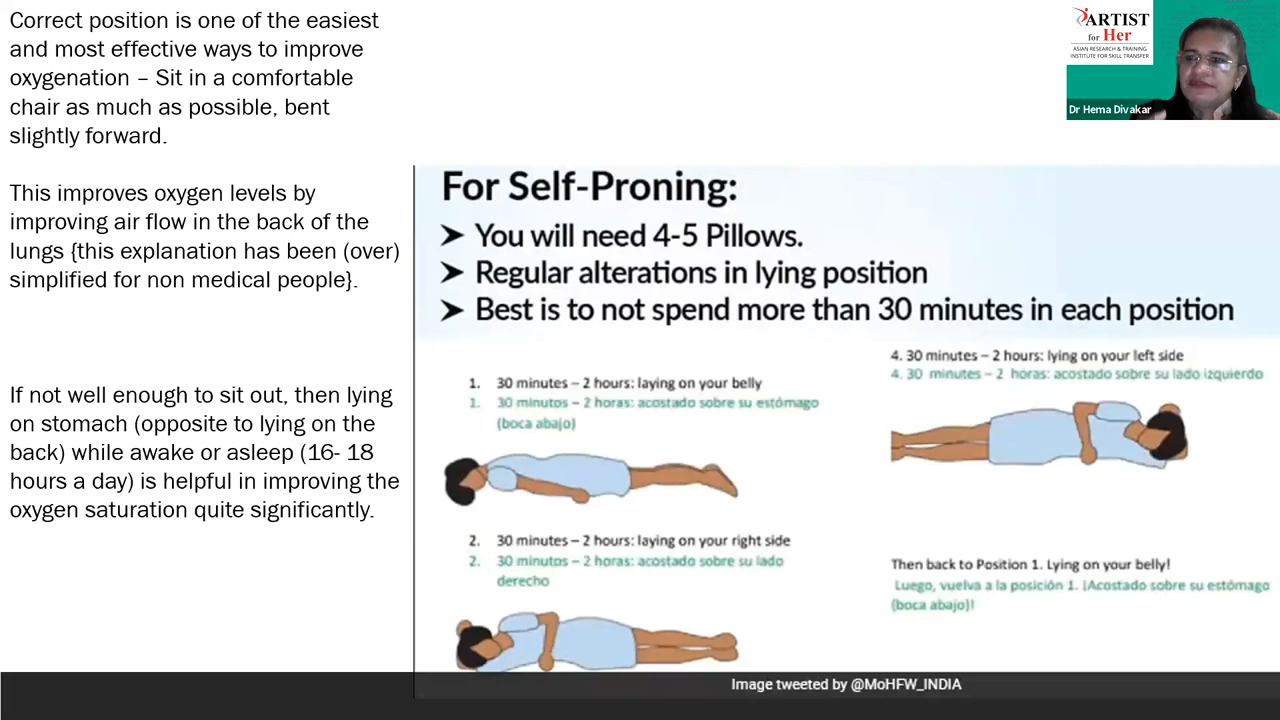 Correct position is one of the easiest
and most effective ways to improve
oxygenation – Sit in a comfortable
chair as much as possible, bent
slightly forward.
This improves oxygen levels by
improving air flow in the back of the
lungs {this explanation has been (over)
simplified for non medical people}.
If not well enough to sit out, then lying
on stomach (opposite to lying on the
back) while awake or asleep (16- 18
hours a day) is helpful in improving the
oxygen saturation quite significantly.
ARTIST
for Her
ASIAN RESEARCH & TRAINING
INSTITUTE FOR SKILL TRANSFER
Dr Hema Divakar
For Self-Proning:
➤ You will need 4-5 Pillows.
➤ Regular alterations in lying position
➤ Best is to not spend more than 30 minutes in each position
1. 30 minutes – 2 hours: laying on your belly
1. 30 minutos – 2 horas: acostado sobre su estómago
(boca abajo)
2. 30 minutes – 2 hours: laying on your right side
2. 30 minutos – 2 horas: acostado sobre su lado
derecho
4. 30 minutes – 2 hours: lying on your left side
4. 30 minutes – 2 horas: acostado sobre su lado izquierdo
Then back to Position 1. Lying on your belly!
Luego, vuelva a la posición 1. ¡Acostado sobre su estómago
(boca abajo)!
Image tweeted by @MoHFW_INDIA